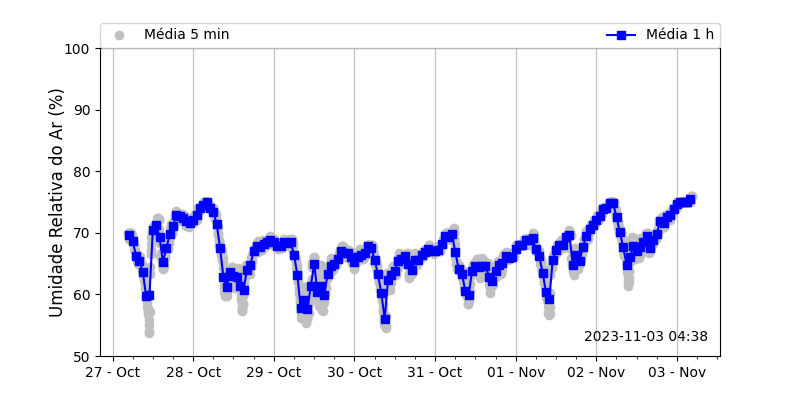 Média 5 min
Média 1 h
Umidade Relativa do Ar (%)
100
90
80
70
60
50
2023-11-03 04:38
27 - Oct
28 - Oct
29 - Oct
30 - Oct
31 - Oct
01 - Nov
02 - Nov
03 - Nov